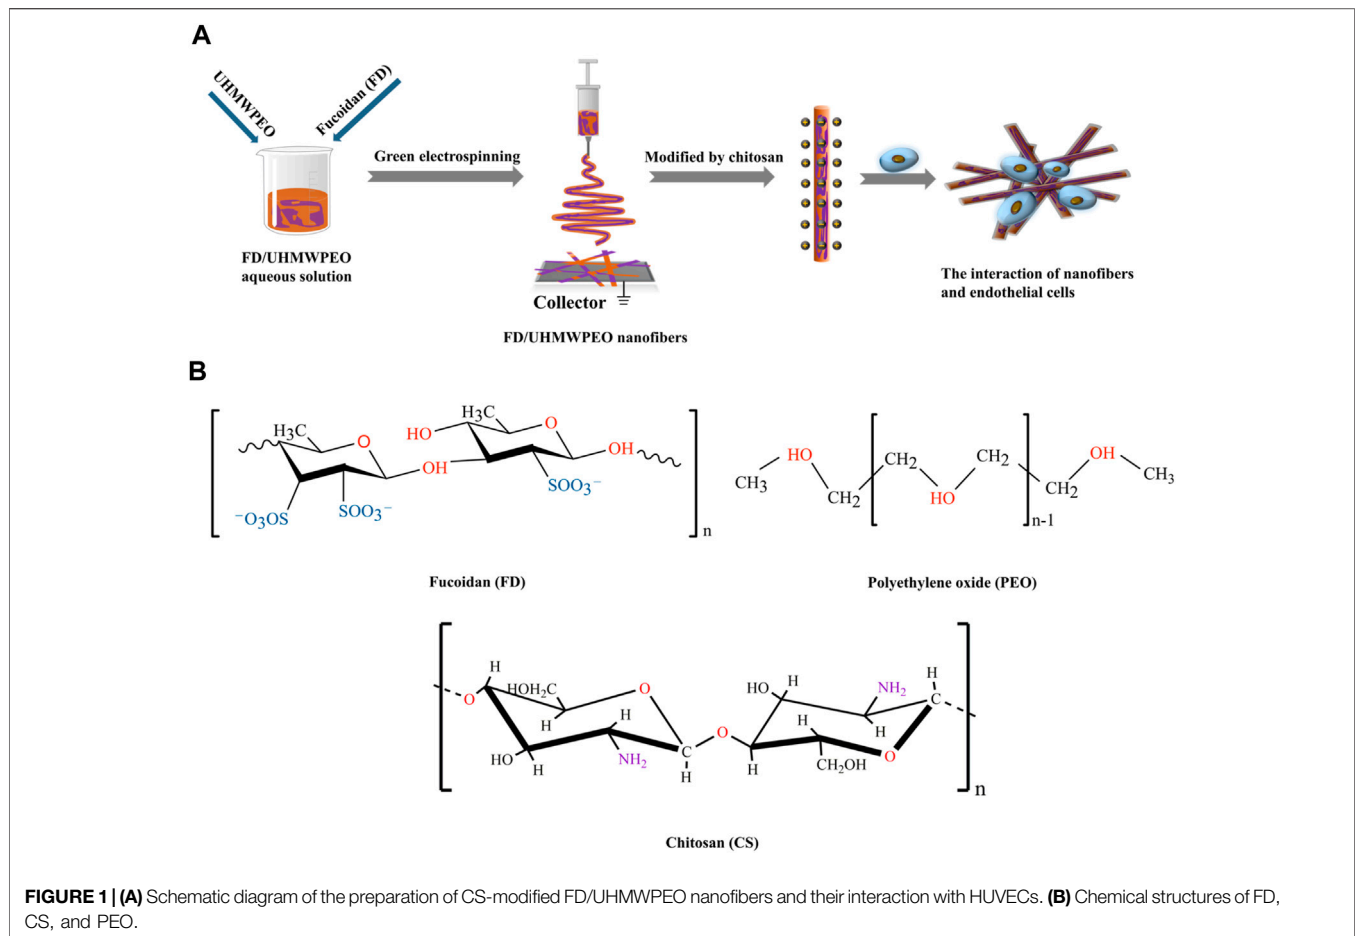 A
UHMWPEO
Fucoidan (FD)
Green electrospinning
Modified by chitosan
FD/UHMWPEO
aqueous solution
Collector
The interaction of nanofibers
and endothelial cells
FD/UHMWPEO nanofibers
B
H3C
HO
O
H3C
O
OH
OH
SOO3−
−O3OS
SOO3−
n
HO
CH3
CH2
CH2
HO
CH2
CH2
OH
CH3
n-1
Fucoidan (FD)
Polyethylene oxide (PEO)
H
O
HOH2C
O
H
H
HO
H
NH2
C
H
O
HO
H
NH2
H
C
H
H
CH2OH
O
H
n
Chitosan (CS)
FIGURE 1 | (A) Schematic diagram of the preparation of CS-modified FD/UHMWPEO nanofibers and their interaction with HUVECs. (B) Chemical structures of FD,
CS, and PEO.